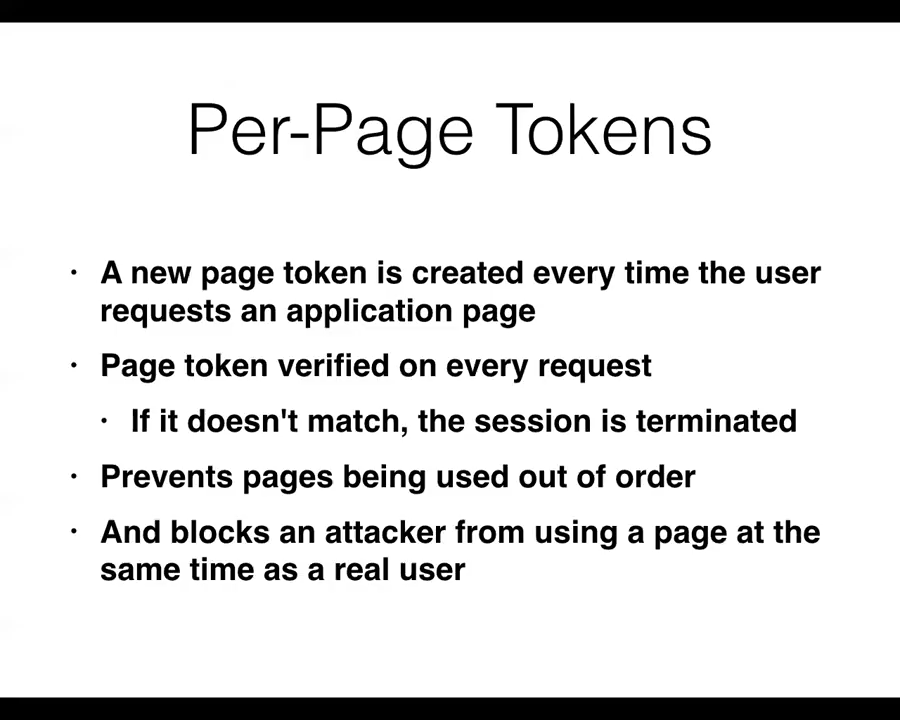 Per-Page Tokens
· A new page token is created every time the user
requests an application page
· Page token verified on every request
· If it doesn't match, the session is terminated
· Prevents pages being used out of order
· And blocks an attacker from using a page at the
same time as a real user